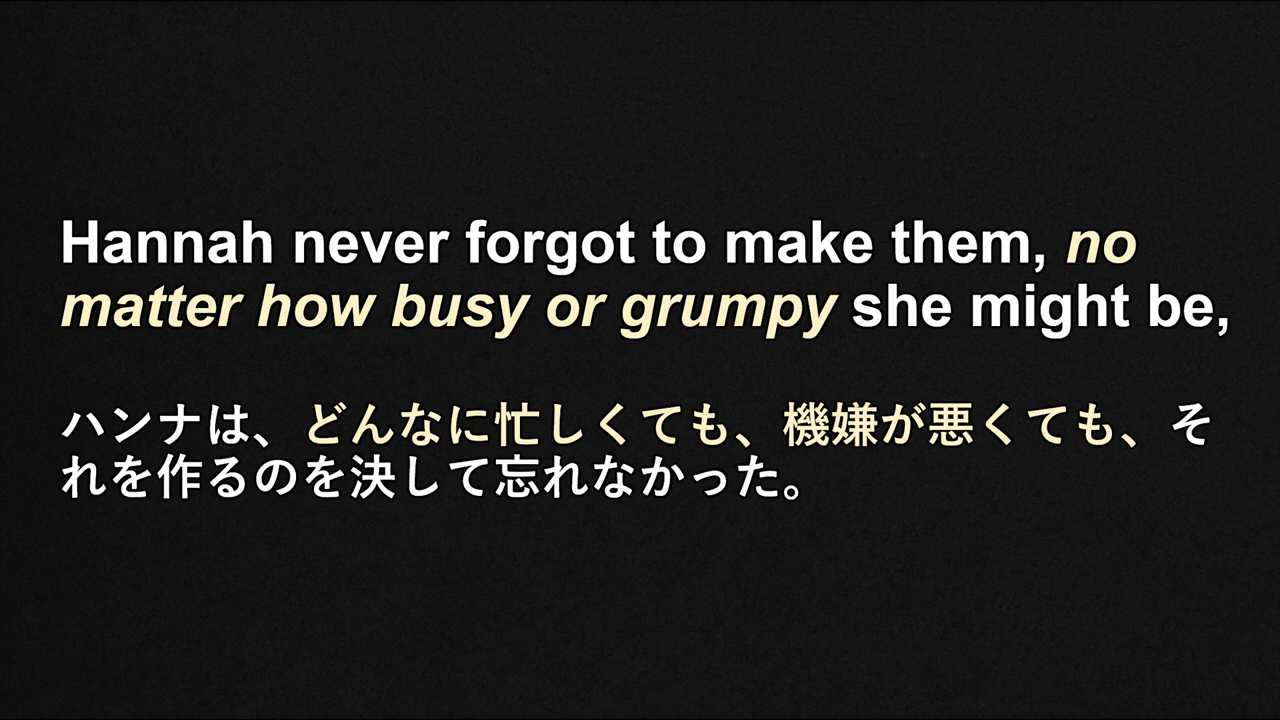 Hannah never forgot to make them, no
matter how busy or grumpy she might be,
ハンナは、どんなに忙しくても、機嫌が悪くても、そ
れを作るのを決して忘れなかった。